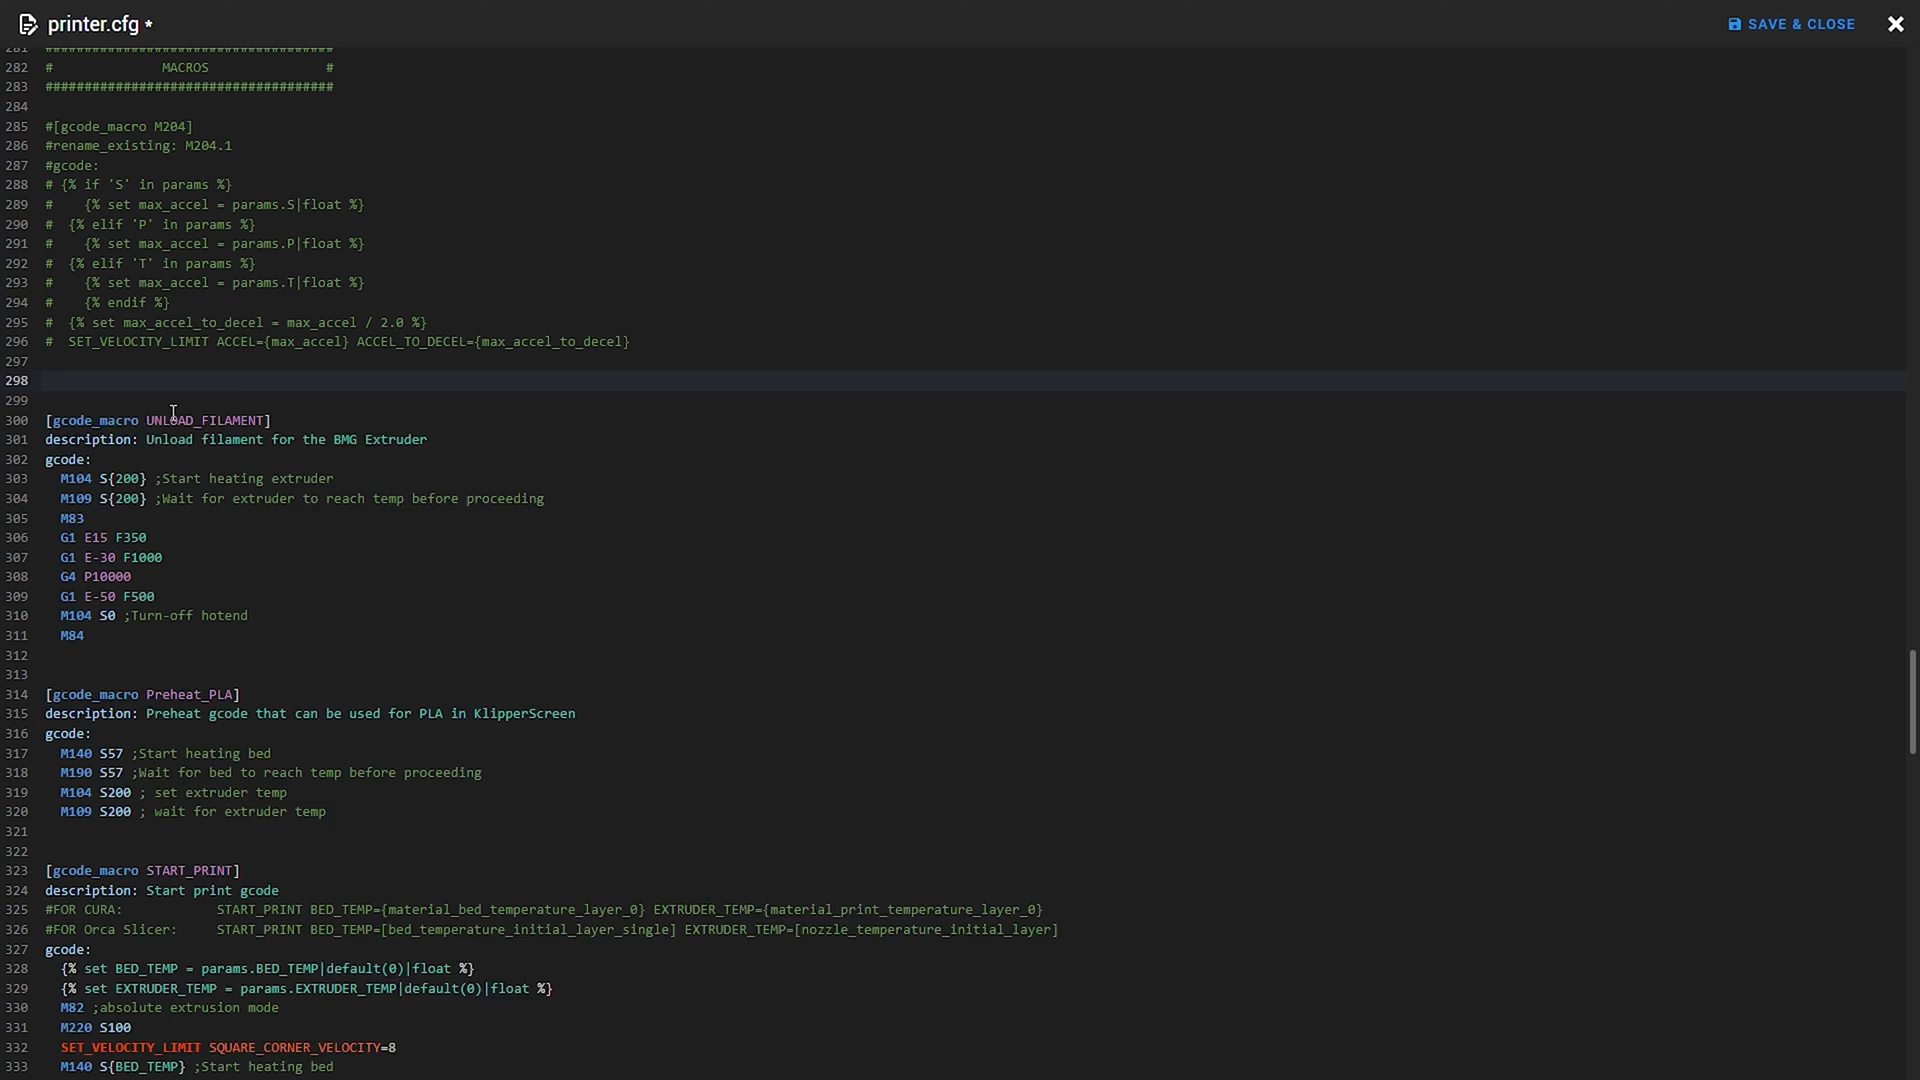 printer.cfg *
SAVE & CLOSE
281 #####################################
282 #              MACROS               #
283 #####################################
284
285 #[gcode_macro M204]
286 #rename_existing: M204.1
287 #gcode:
288 # {% if 'S' in params %}
289 #    {% set max_accel = params.S|float %}
290 #  {% elif 'P' in params %}
291 #    {% set max_accel = params.P|float %}
292 #  {% elif 'T' in params %}
293 #    {% set max_accel = params.T|float %}
294 #    {% endif %}
295 #  {% set max_accel_to_decel = max_accel / 2.0 %}
296 #  SET_VELOCITY_LIMIT ACCEL={max_accel} ACCEL_TO_DECEL={max_accel_to_decel}
297
298
299
300 [gcode_macro UNLOAD_FILAMENT]
301 description: Unload filament for the BMG Extruder
302 gcode:
303   M104 S{200} ;Start heating extruder
304   M109 S{200} ;Wait for extruder to reach temp before proceeding
305   M83
306   G1 E15 F350
307   G1 E-30 F1000
308   G4 P10000
309   G1 E-50 F500
310   M104 S0 ;Turn-off hotend
311   M84
312
313
314 [gcode_macro Preheat_PLA]
315 description: Preheat gcode that can be used for PLA in KlipperScreen
316 gcode:
317   M140 S57 ;Start heating bed
318   M190 S57 ;Wait for bed to reach temp before proceeding
319   M104 S200 ; set extruder temp
320   M109 S200 ; wait for extruder temp
321
322
323 [gcode_macro START_PRINT]
324 description: Start print gcode
325 #FOR CURA:            START_PRINT BED_TEMP={material_bed_temperature_layer_0} EXTRUDER_TEMP={material_print_temperature_layer_0}
326 #FOR Orca Slicer:     START_PRINT BED_TEMP=[bed_temperature_initial_layer_single] EXTRUDER_TEMP=[nozzle_temperature_initial_layer]
327 gcode:
328   {% set BED_TEMP = params.BED_TEMP|default(0)|float %}
329   {% set EXTRUDER_TEMP = params.EXTRUDER_TEMP|default(0)|float %}
330   M82 ;absolute extrusion mode
331   M220 S100
332   SET_VELOCITY_LIMIT SQUARE_CORNER_VELOCITY=8
333   M140 S{BED_TEMP} ;Start heating bed